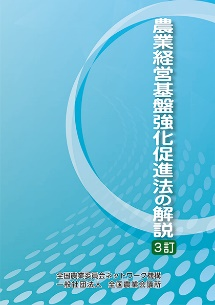 農業経営基盤強化促進法の解説
3訂
全国農業委員会ネットワーク機構
一般社団法人 全国農業会議所